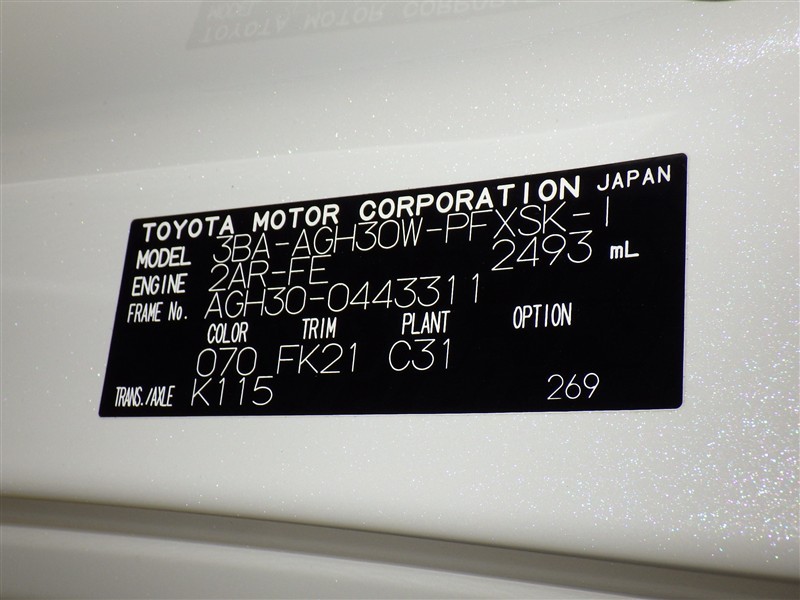 TOYOTA MOTOR CORPORATION JAPAN
MODEL 3BA-AGH30W-PFXSK-I
ENGINE 2AR-FE 2493 mL
FRAME No. AGH30-0443311
COLOR TRIM PLANT OPTION
070 FK21 C31
TRANS./AXLE K115 269